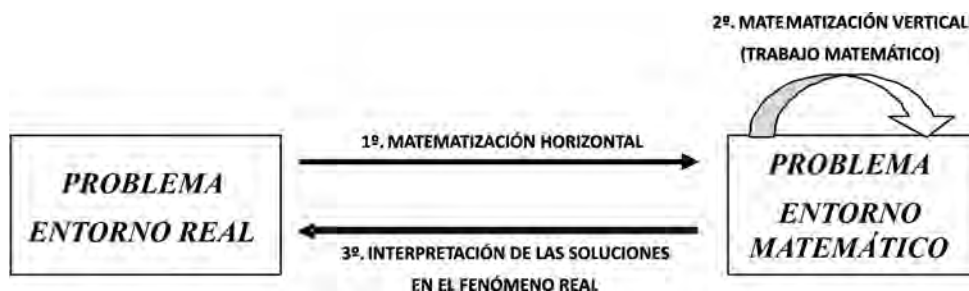 2º. MATEMATIZACIÓN VERTICAL
(TRABAJO MATEMÁTICO)
1º. MATEMATIZACIÓN HORIZONTAL
PROBLEMA
ENTORNO REAL
PROBLEMA
ENTORNO
MATEMÁTICO
3º. INTERPRETACIÓN DE LAS SOLUCIONES
EN EL FENÓMENO REAL